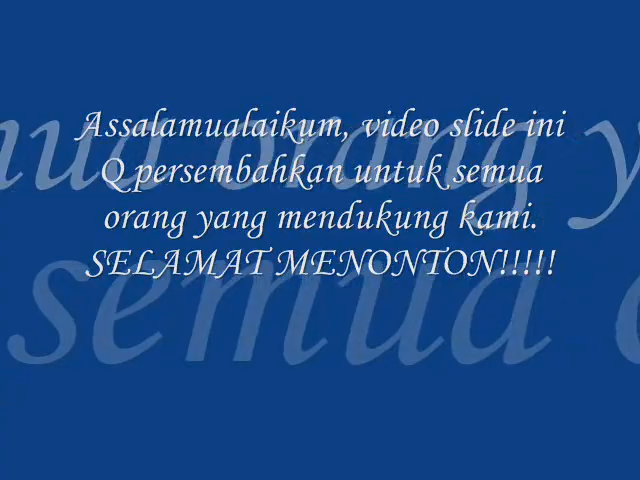 Assalamualaikum, video slide ini
Q persembahkan untuk semua
orang yang mendukung kami.
SELAMAT MENONTON!!!!!